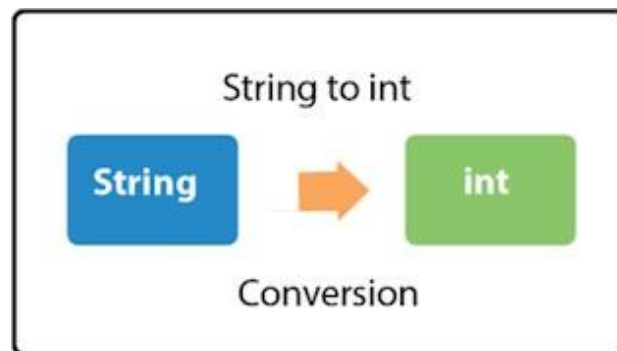 String to int
String
int
Conversion